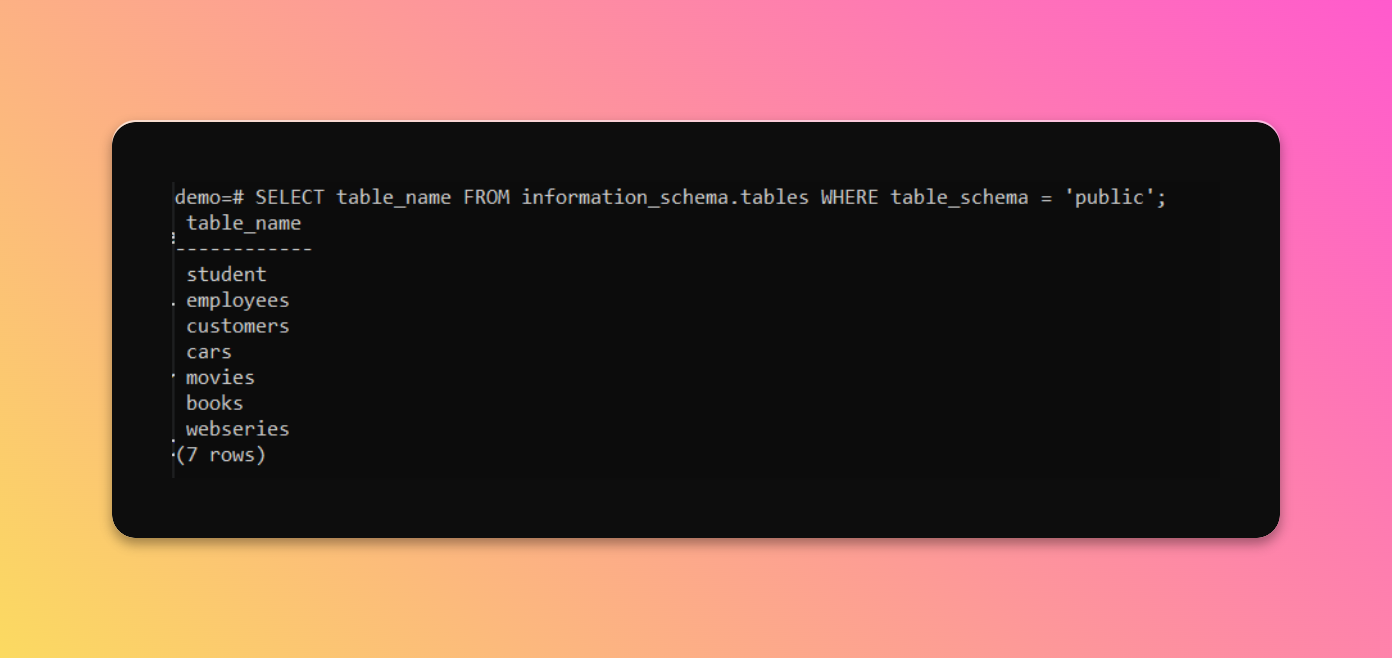 demo=# SELECT table_name FROM information_schema.tables WHERE table_schema = 'public';
table_name
------------
student
employees
customers
cars
movies
books
webseries
(7 rows)